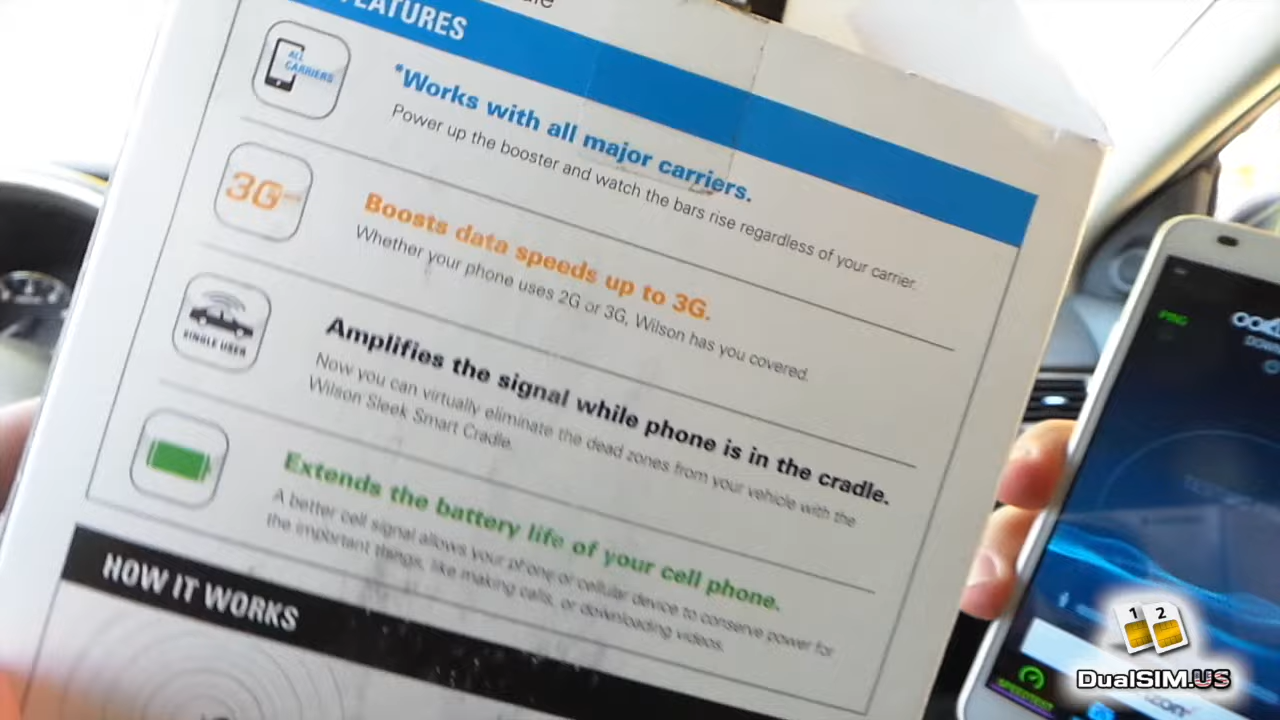 FEATURES
ALL
CARRIERS
*Works with all major carriers.
Power up the booster and watch the bars rise regardless of your carrier.
3G
Boosts data speeds up to 3G.
Whether your phone uses 2G or 3G, Wilson has you covered.
SINGLE USER
Amplifies the signal while phone is in the cradle.
Now you can virtually eliminate the dead zones from your vehicle with the
Wilson Sleek Smart Cradle.
Extends the battery life of your cell phone.
A better cell signal allows your phone or cellular device to conserve power for
the important things, like making calls, or downloading videos.
HOW IT WORKS
PING
SPEEDTEST
1 2
DualSIM.US